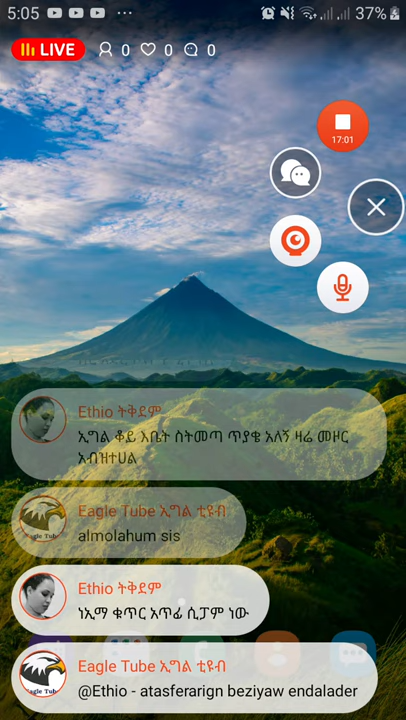 5:05
37%
LIVE 0 0 0
17:01
Ethio ትቅደም
ኢግል ቆይ እቤት ስትመጣ ጥያቄ አለኝ ዛሬ መዞር
አብዝተሀል
Eagle Tube ኢግል ቲዩብ
almolahum sis
Ethio ትቅደም
ነኢማ ቁጥር አጥፊ ሲፓም ነው
Eagle Tube ኢግል ቲዩብ
@Ethio - atasferarign beziyaw endalader